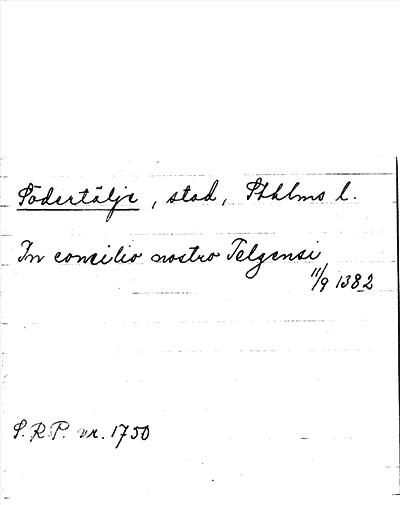 Södertälje, stad, Sthlms l.
In concilio nostro Telgensi
11/9 1382
S.R.P. nr. 1750